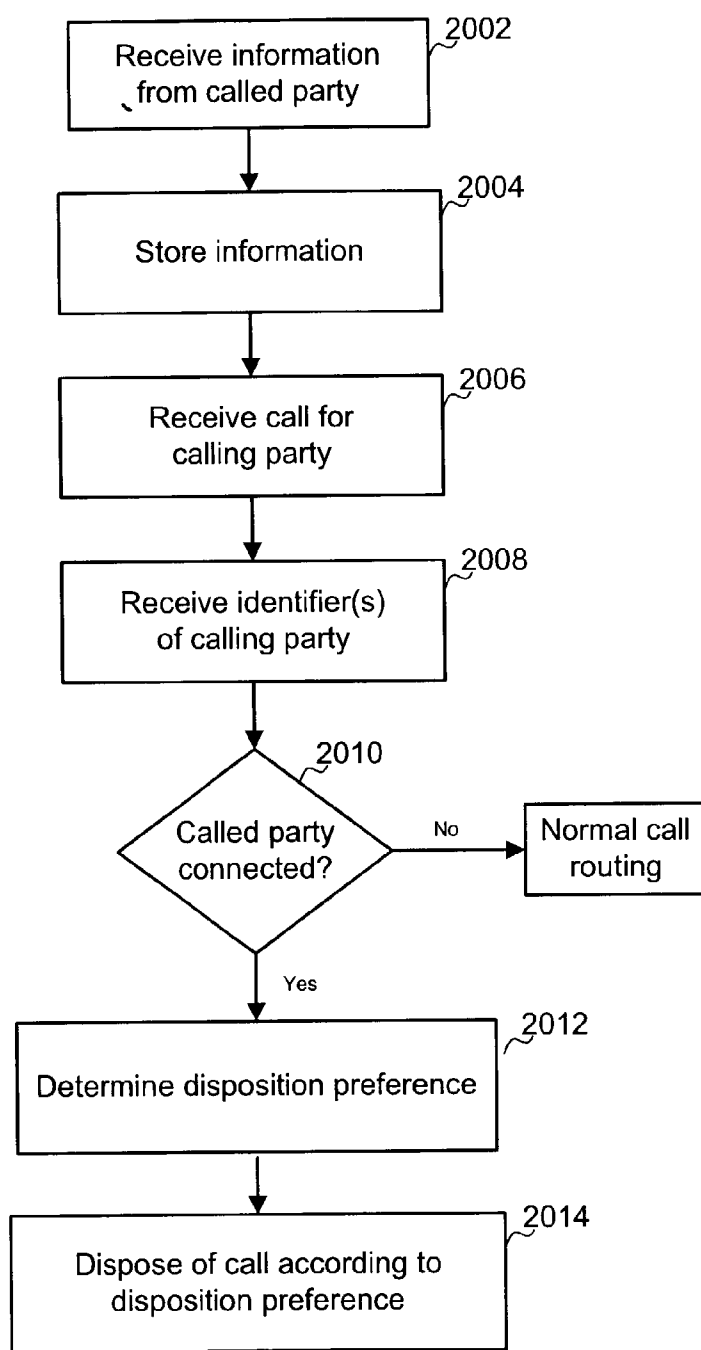 2002
Receive information
from called party
2004
Store information
2006
Receive call for
calling party
2008
Receive identifier(s)
of calling party
2010
Called party
connected?
No
Normal call
routing
Yes
2012
Determine disposition preference
2014
Dispose of call according to
disposition preference